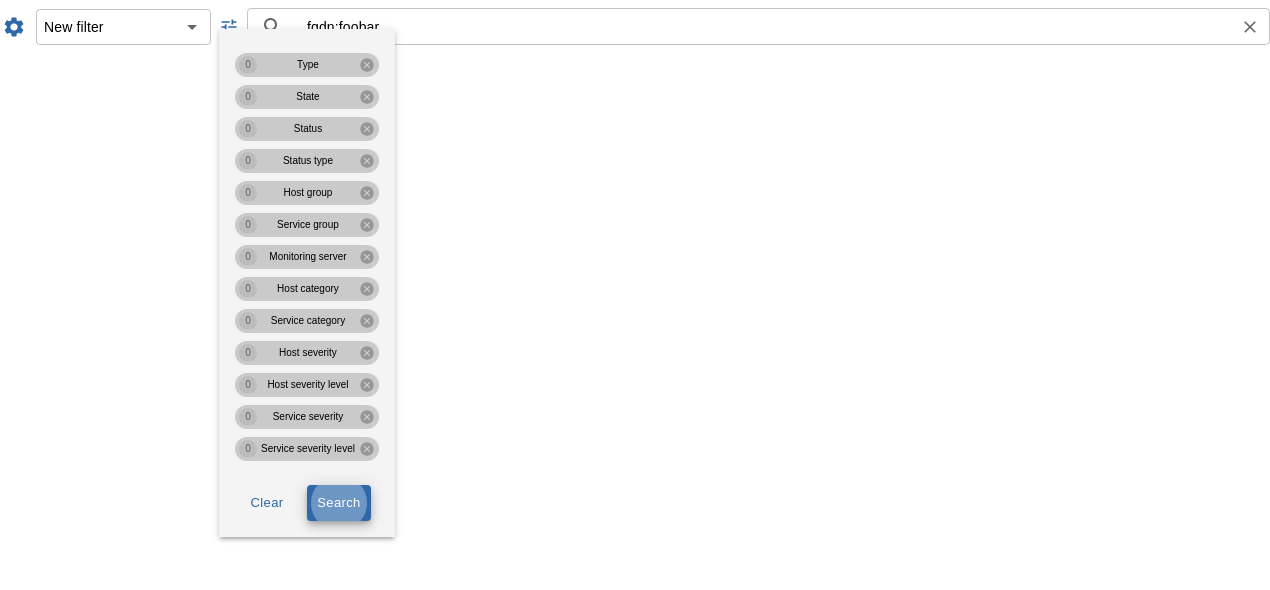 New filter
fqdn:foobar
0 Type
0 State
0 Status
0 Status type
0 Host group
0 Service group
0 Monitoring server
0 Host category
0 Service category
0 Host severity
0 Host severity level
0 Service severity
0 Service severity level
Clear Search